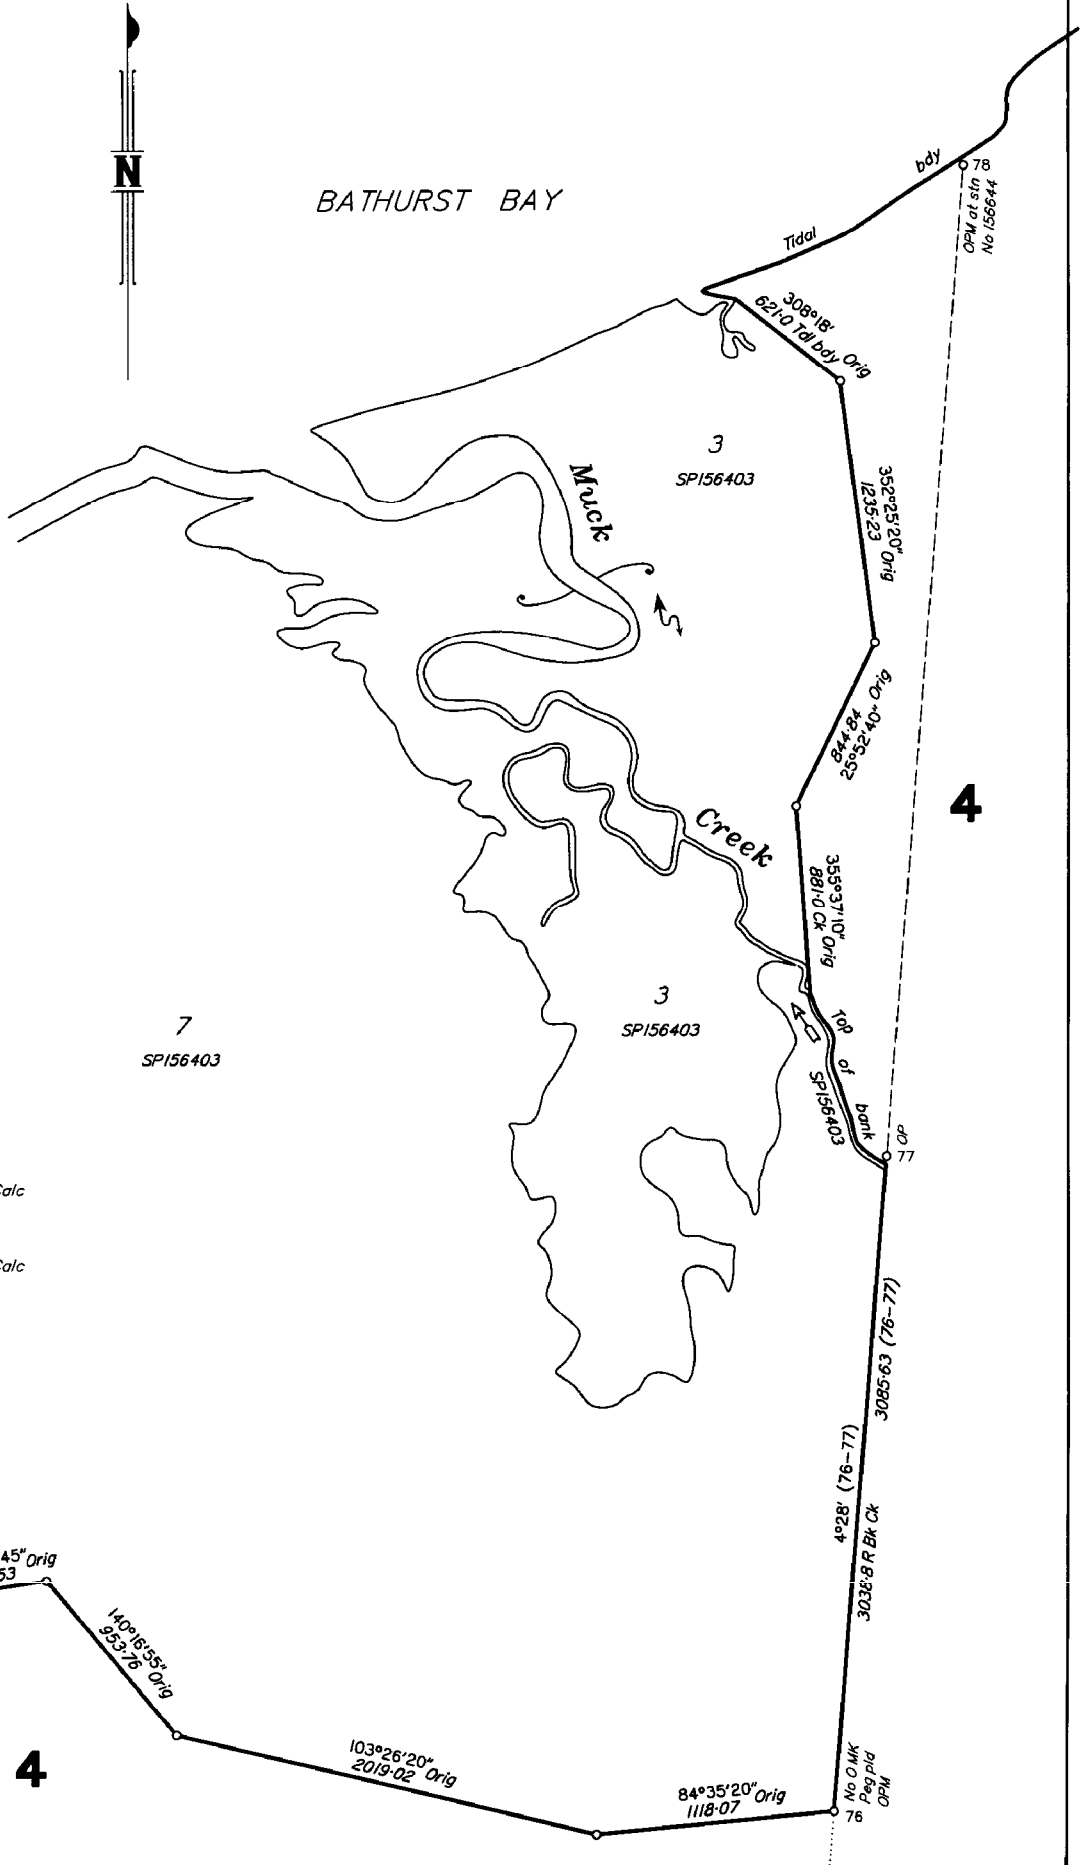 N
BATHURST BAY
bdy
78
OPM at stn
No 156644
Tidal
308°18'
621·0 Tdl bdy Orig
3
SP156403
Muck
352°25'20" Orig
1235·23
844·84
25°52'40" Orig
4
Creek
355°37'10" Orig
881·0 Ck
3
SP156403
7
SP156403
Top
of
bank
SP156403
OP
77
Calc
Calc
3085·63 (76-77)
4°28' (76-77)
3038·8 R Bk Ck
45" Orig
53
140°16'55"
953·76 Orig
103°26'20"
2019·02 Orig
84°35'20" Orig
1118·07
No O MK
Peg pld
OPM
76
4